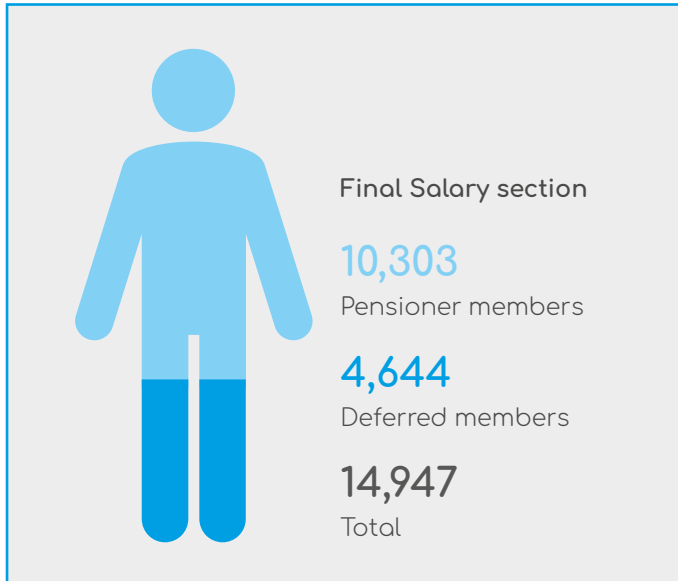 Final Salary section
10,303
Pensioner members
4,644
Deferred members
14,947
Total